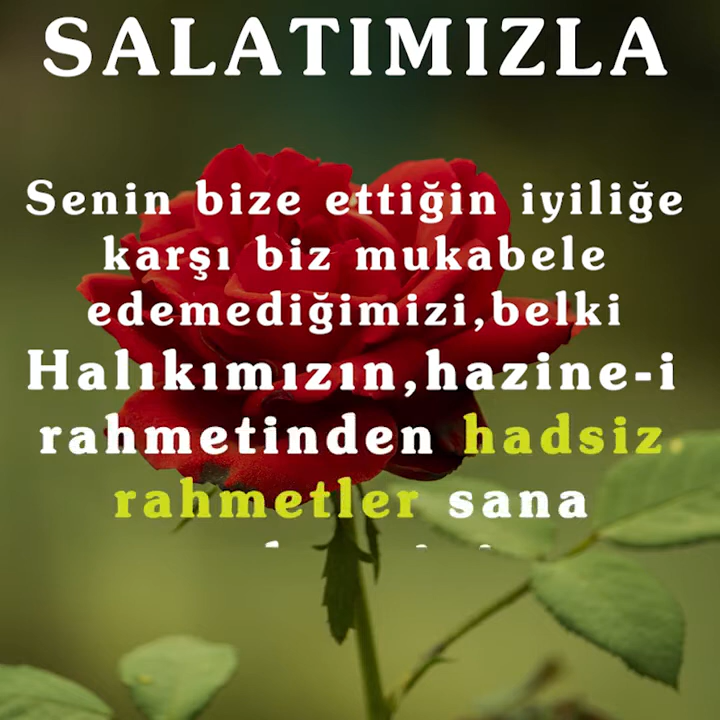 SALATIMIZLA
Senin bize ettiğin iyiliğe
karşı biz mukabele
edemediğimizi,belki
Halıkımızın,hazine-i
rahmetinden hadsiz
rahmetler sana